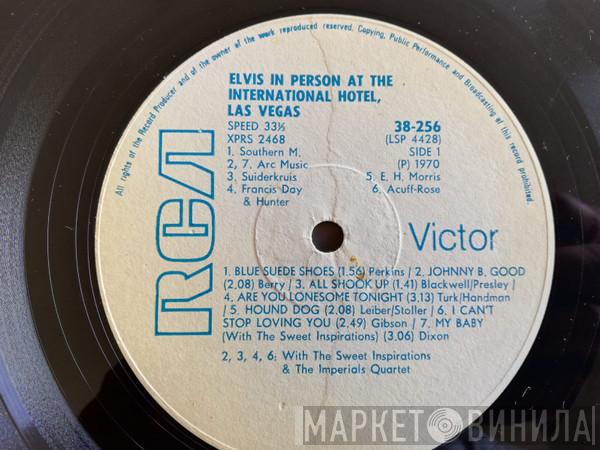 All rights of the Record Producer and of the owner of the work reproduced reserved. Copying, Public Performance and Broadcasting of this record prohibited.
ELVIS IN PERSON AT THE
INTERNATIONAL HOTEL,
LAS VEGAS
SPEED 33⅓ 38-256
XPRS 2468 (LSP 4428)
1. Southern M. SIDE 1
2, 7. Arc Music (P) 1970
3. Suiderkruis 5. E. H. Morris
4. Francis Day 6. Acuff-Rose
& Hunter
RCA
Victor
1. BLUE SUEDE SHOES (1.56) Perkins / 2. JOHNNY B. GOOD
(2.08) Berry / 3. ALL SHOOK UP (1.41) Blackwell/Presley /
4. ARE YOU LONESOME TONIGHT (3.13) Turk/Handman
/ 5. HOUND DOG (2.08) Leiber/Stoller / 6. I CAN'T
STOP LOVING YOU (2.49) Gibson / 7. MY BABY
(With The Sweet Inspirations) (3.06) Dixon
2, 3, 4, 6: With The Sweet Inspirations
& The Imperials Quartet
МАРКЕТ ВИНИЛА